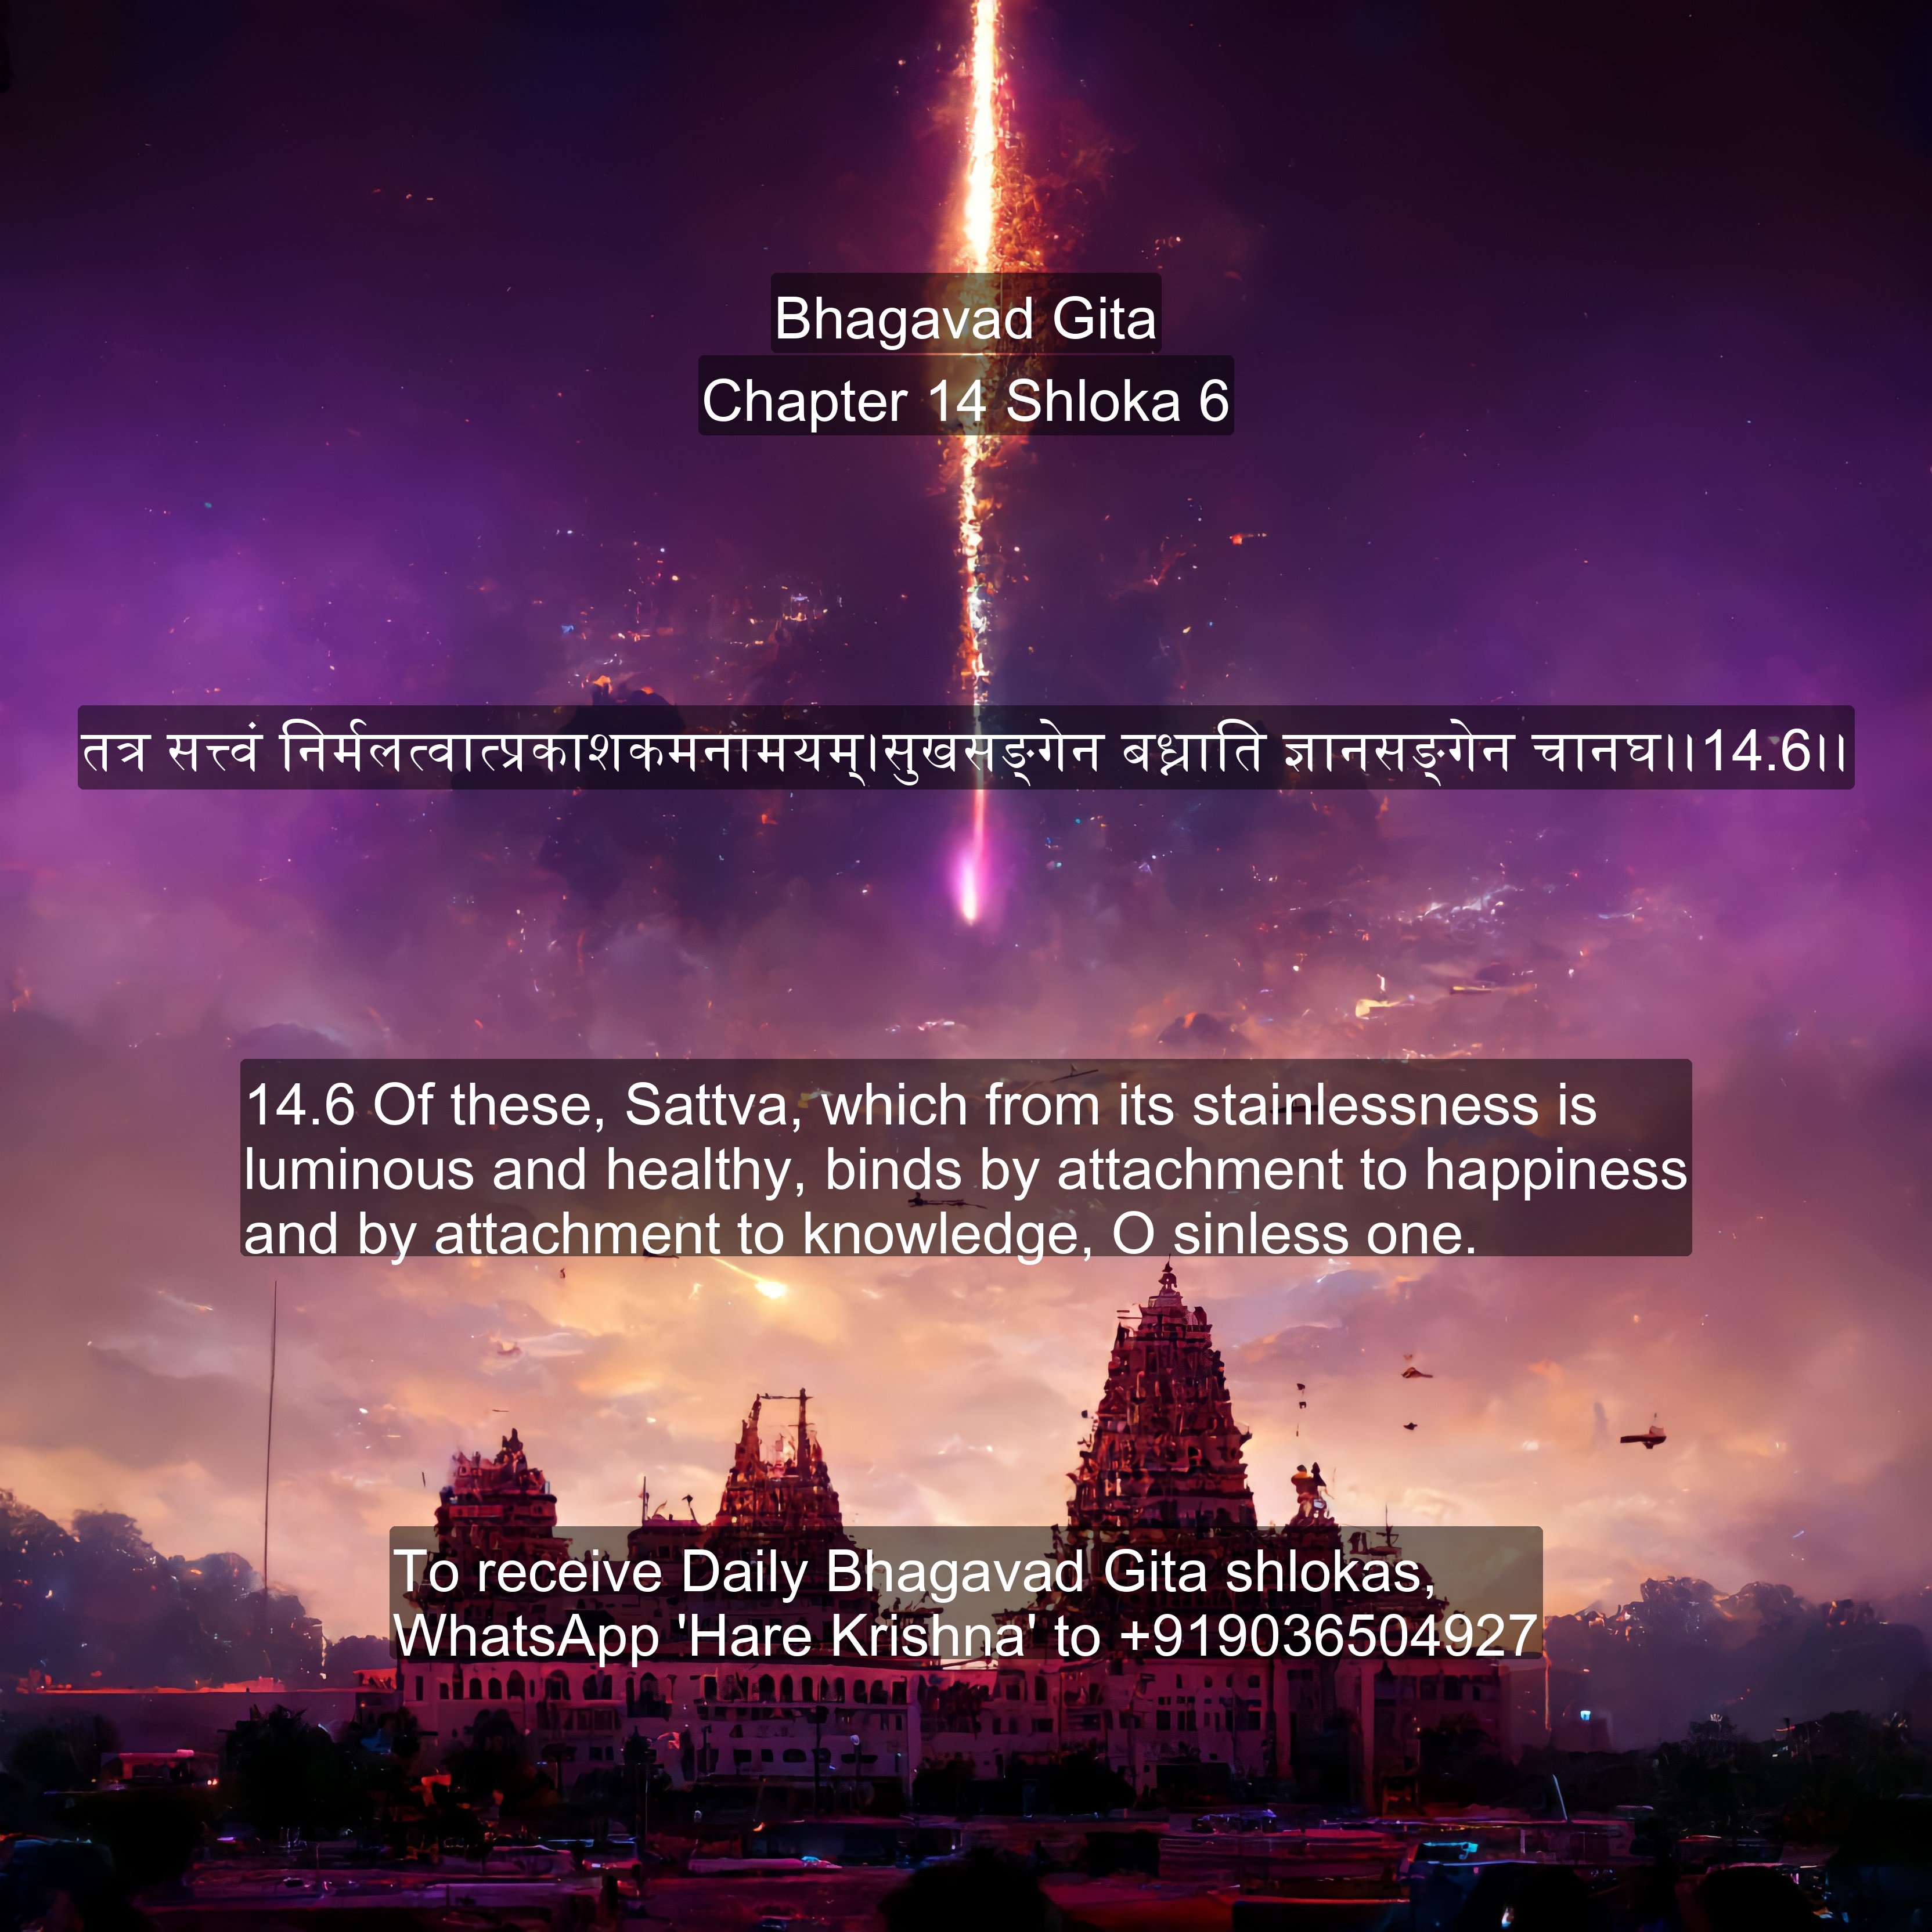 Bhagavad Gita
Chapter 14 Shloka 6
तत्र सत्त्वं निर्मलत्वात्प्रकाशकमनामयम्।सुखसङ्गेन बध्नाति ज्ञानसङ्गेन चानघ।।14.6।।
14.6 Of these, Sattva, which from its stainlessness is
luminous and healthy, binds by attachment to happiness
and by attachment to knowledge, O sinless one.
To receive Daily Bhagavad Gita shlokas,
WhatsApp 'Hare Krishna' to +919036504927